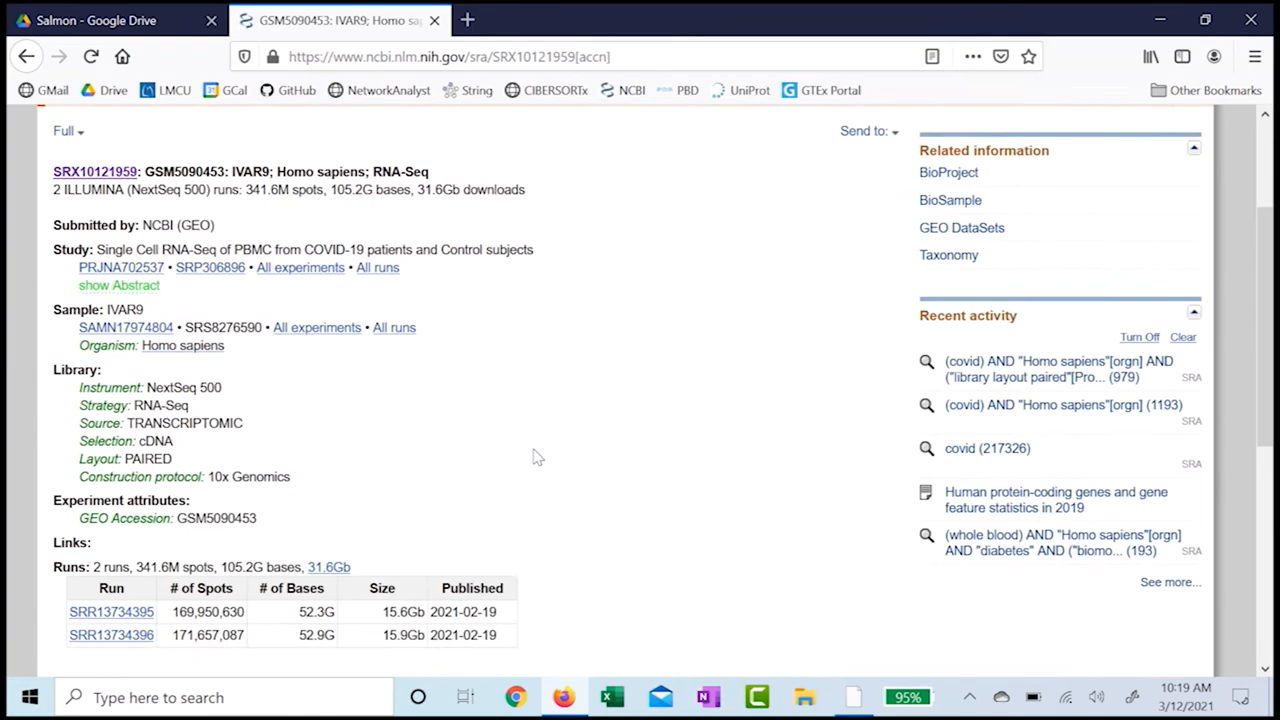 Salmon - Google Drive
GSM5090453: IVAR9; Homo sa
https://www.ncbi.nlm.nih.gov/sra/SRX10121959[accn]
GMail Drive LMCU GCal GitHub NetworkAnalyst String CIBERSORTx NCBI PBD UniProt GTEx Portal Other Bookmarks
Full
Send to:
SRX10121959: GSM5090453: IVAR9; Homo sapiens; RNA-Seq
2 ILLUMINA (NextSeq 500) runs: 341.6M spots, 105.2G bases, 31.6Gb downloads
Submitted by: NCBI (GEO)
Study: Single Cell RNA-Seq of PBMC from COVID-19 patients and Control subjects
PRJNA702537 • SRP306896 • All experiments • All runs
show Abstract
Sample: IVAR9
SAMN17974804 • SRS8276590 • All experiments • All runs
Organism: Homo sapiens
Library:
Instrument: NextSeq 500
Strategy: RNA-Seq
Source: TRANSCRIPTOMIC
Selection: cDNA
Layout: PAIRED
Construction protocol: 10x Genomics
Experiment attributes:
GEO Accession: GSM5090453
Links:
Runs: 2 runs, 341.6M spots, 105.2G bases, 31.6Gb
Run # of Spots # of Bases Size Published
SRR13734395 169,950,630 52.3G 15.6Gb 2021-02-19
SRR13734396 171,657,087 52.9G 15.9Gb 2021-02-19
Related information
BioProject
BioSample
GEO DataSets
Taxonomy
Recent activity
Turn Off Clear
(covid) AND "Homo sapiens"[orgn] AND
("library layout paired"[Pro... (979)
SRA
(covid) AND "Homo sapiens"[orgn] (1193)
SRA
covid (217326)
SRA
Human protein-coding genes and gene
feature statistics in 2019
(whole blood) AND "Homo sapiens"[orgn]
AND "diabetes" AND ("biomo... (193)
SRA
See more...
Type here to search
95%
10:19 AM
3/12/2021